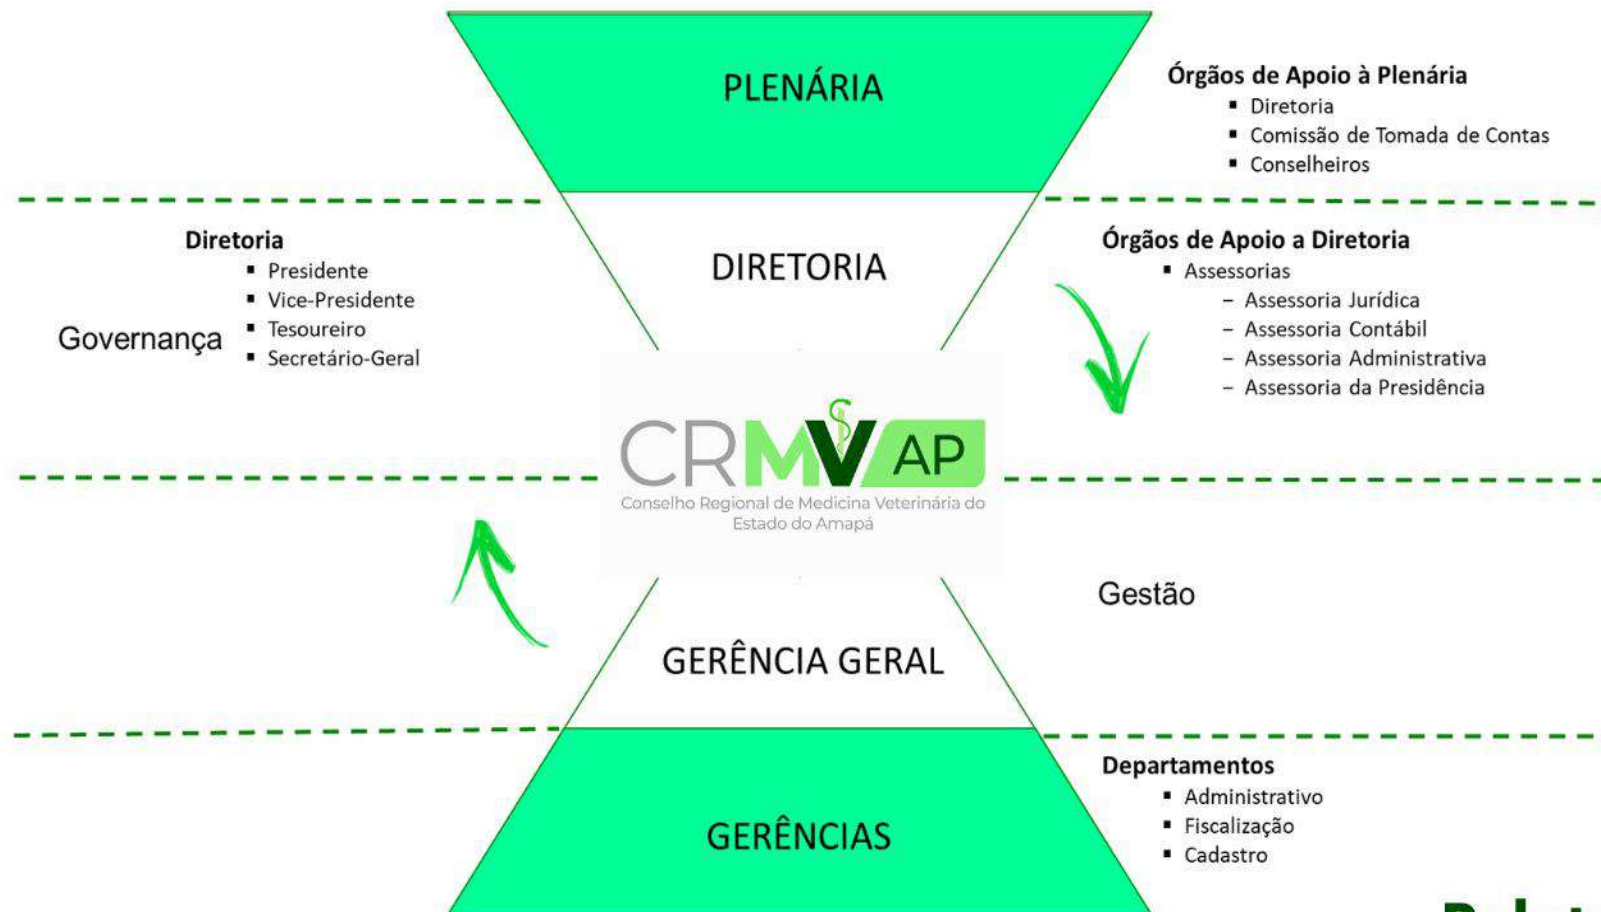 PLENÁRIA
Órgãos de Apoio à Plenária
▪ Diretoria
▪ Comissão de Tomada de Contas
▪ Conselheiros
Diretoria
▪ Presidente
▪ Vice-Presidente
▪ Tesoureiro
▪ Secretário-Geral
Governança
DIRETORIA
Órgãos de Apoio a Diretoria
▪ Assessorias
– Assessoria Jurídica
– Assessoria Contábil
– Assessoria Administrativa
– Assessoria da Presidência
CRMV AP
Conselho Regional de Medicina Veterinária do
Estado do Amapá
Gestão
GERÊNCIA GERAL
GERÊNCIAS
Departamentos
▪ Administrativo
▪ Fiscalização
▪ Cadastro